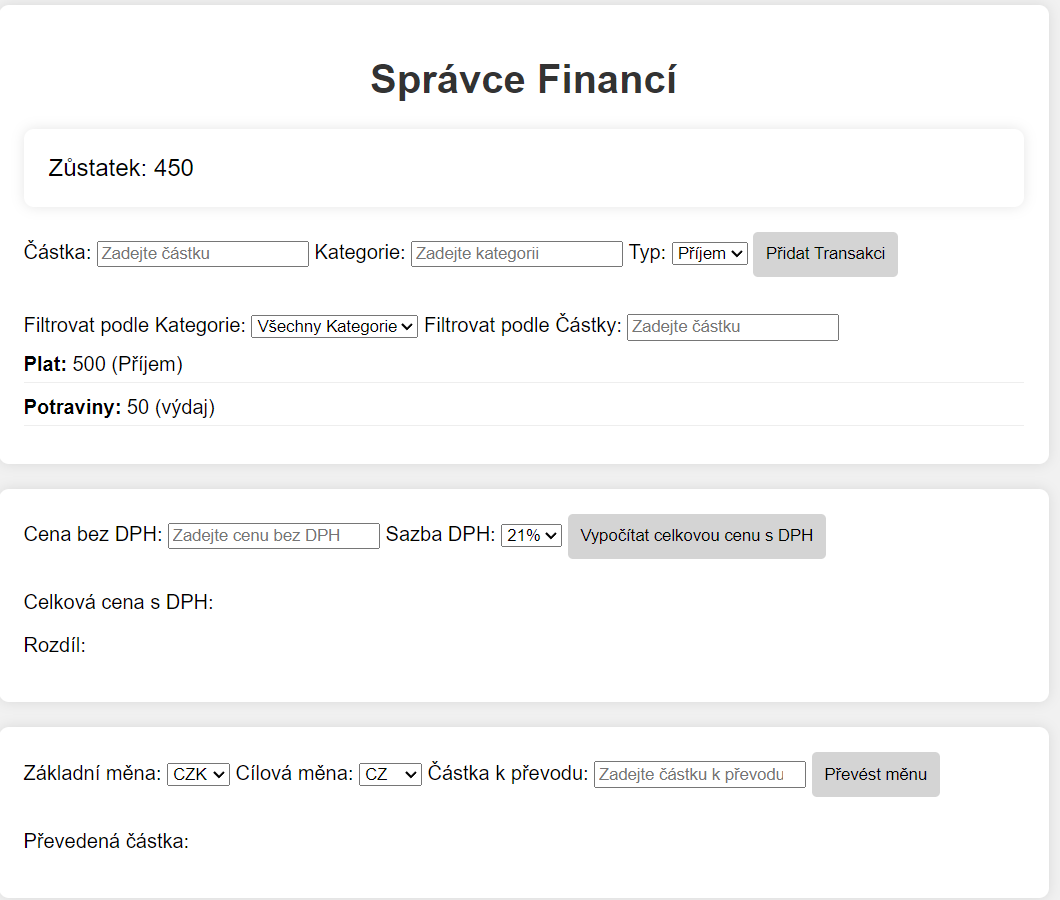 Správce Financí
Zůstatek: 450
Částka: Zadejte částku Kategorie: Zadejte kategorii Typ: Příjem Přidat Transakci
Filtrovat podle Kategorie: Všechny Kategorie Filtrovat podle Částky: Zadejte částku
Plat: 500 (Příjem)
Potraviny: 50 (výdaj)
Cena bez DPH: Zadejte cenu bez DPH Sazba DPH: 21% Vypočítat celkovou cenu s DPH
Celková cena s DPH:
Rozdíl:
Základní měna: CZK Cílová měna: CZ Částka k převodu: Zadejte částku k převodu Převést měnu
Převedená částka: